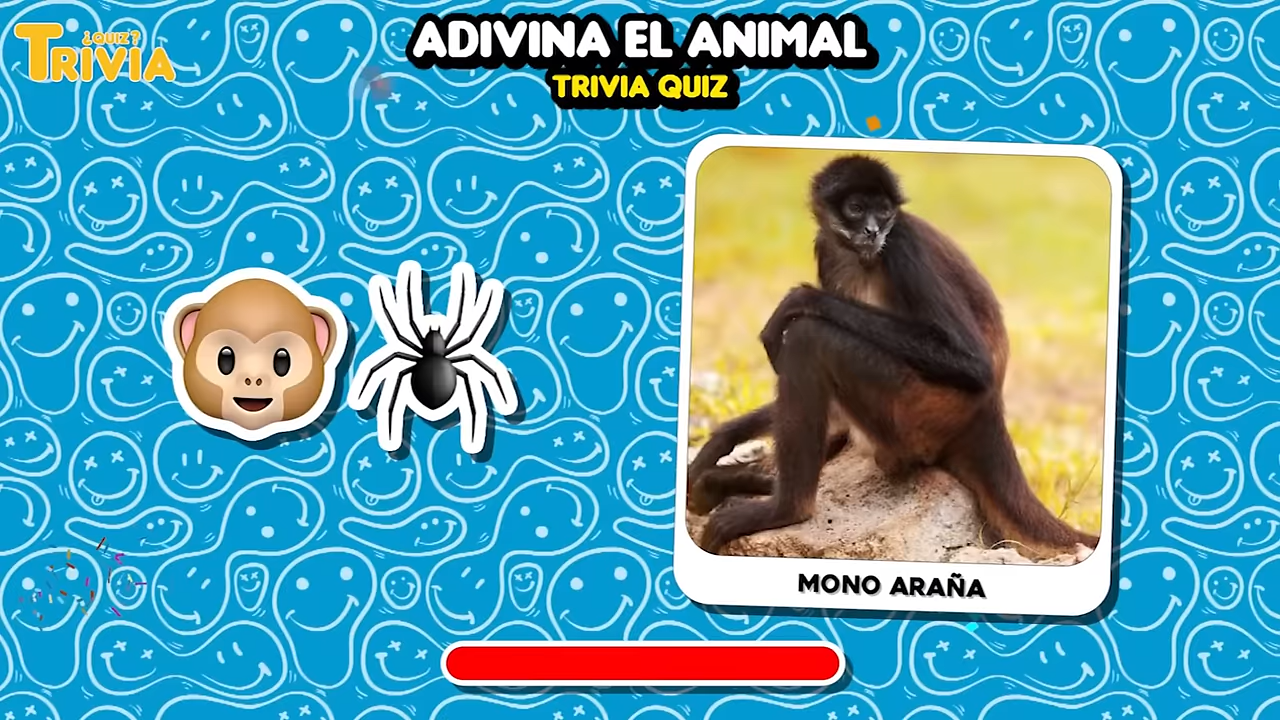 ¿QUIZ?
TRIVIA
ADIVINA EL ANIMAL
TRIVIA QUIZ
MONO ARAÑA